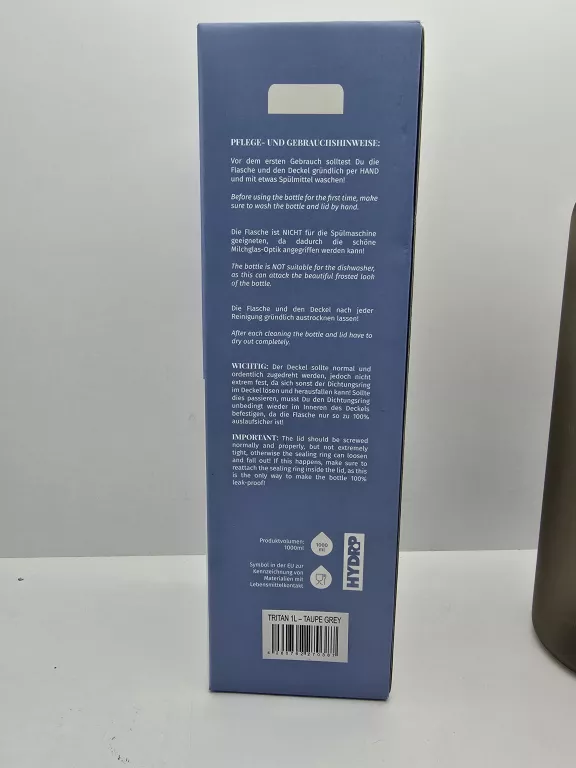 PFLEGE- UND GEBRAUCHSHINWEISE:
Vor dem ersten Gebrauch solltest Du die
Flasche und den Deckel gründlich per HAND
und mit etwas Spülmittel waschen!
Before using the bottle for the first time, make
sure to wash the bottle and lid by hand.
Die Flasche ist NICHT für die Spülmaschine
geeigneten, da dadurch die schöne
Milchglas-Optik angegriffen werden kann!
The bottle is NOT suitable for the dishwasher,
as this can attack the beautiful frosted look
of the bottle.
Die Flasche und den Deckel nach jeder
Reinigung gründlich austrocknen lassen!
After each cleaning the bottle and lid have to
dry out completely.
WICHTIG: Der Deckel sollte normal und
ordentlich zugedreht werden, jedoch nicht
extrem fest, da sich sonst der Dichtungsring
im Deckel lösen und herausfallen kann! Sollte
dies passieren, musst Du den Dichtungsring
unbedingt wieder im Inneren des Deckels
befestigen, da die Flasche nur so zu 100%
auslaufsicher ist!
IMPORTANT: The lid should be screwed
normally and properly, but not extremely
tight, otherwise the sealing ring can loosen
and fall out! If this happens, make sure to
reattach the sealing ring inside the lid, as this
is the only way to make the bottle 100%
leak-proof!
Produktvolumen:
1000ml
1000
ml
Symbol in der EU zur
Kennzeichnung von
Materialien mit
Lebensmittelkontakt
HYDROP
TRITAN 1L – TAUPE GREY